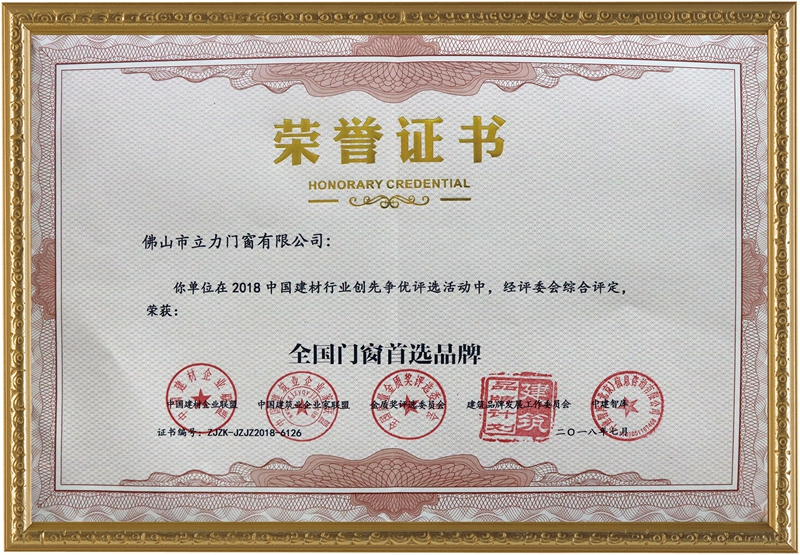 荣誉证书
HONORARY CREDENTIAL
佛山市立力门窗有限公司：
你单位在2018中国建材行业创先争优评选活动中，经评委会综合评定，
荣获：
全国门窗首选品牌
中国建材企业联盟 中国建筑业企业家联盟 金质奖评选委员会 建筑品牌发展工作委员会 中建智库
证书编号：ZJZK-JZJZ2018-6126 二〇一八年七月